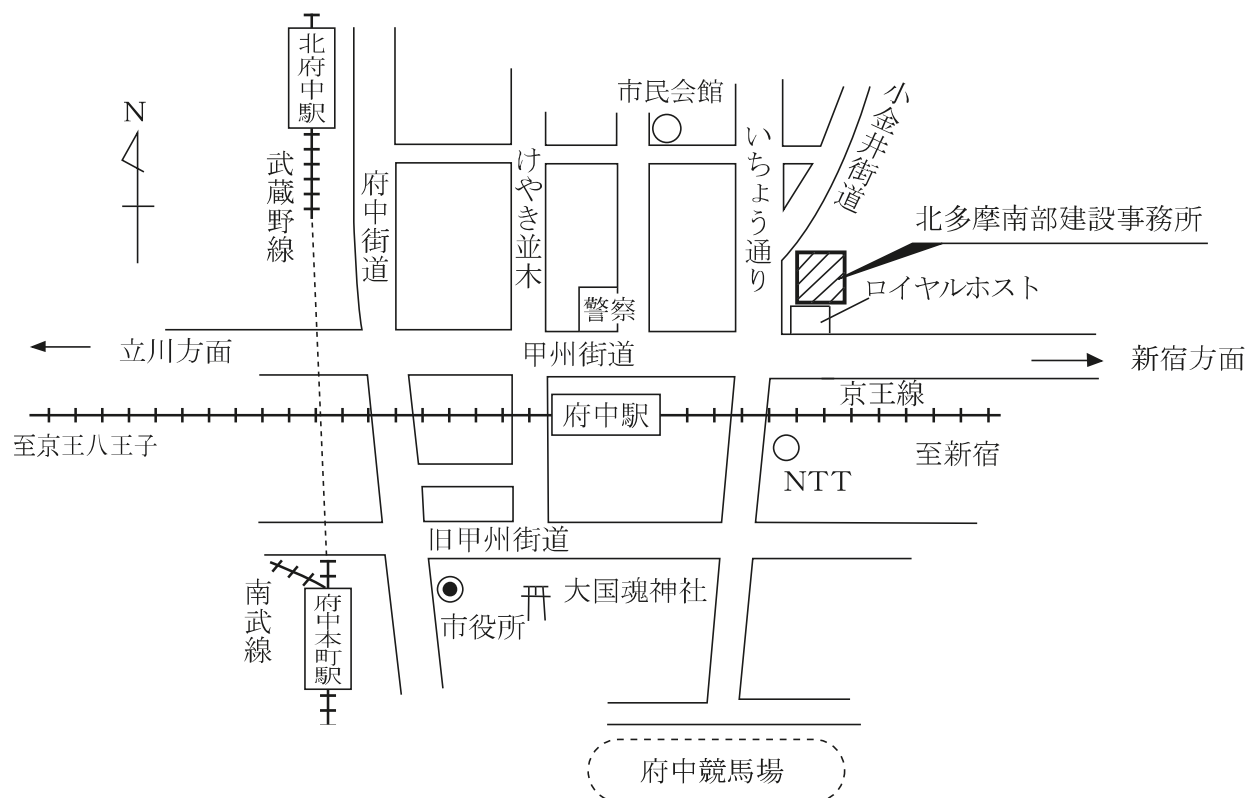 北府中駅
N
武蔵野線
府中街道
けやき並木
市民会館
いちょう通り
小金井街道
北多摩南部建設事務所
ロイヤルホスト
警察
立川方面
甲州街道
新宿方面
京王線
府中駅
至京王八王子
至新宿
NTT
旧甲州街道
南武線
府中本町駅
市役所
大国魂神社
府中競馬場